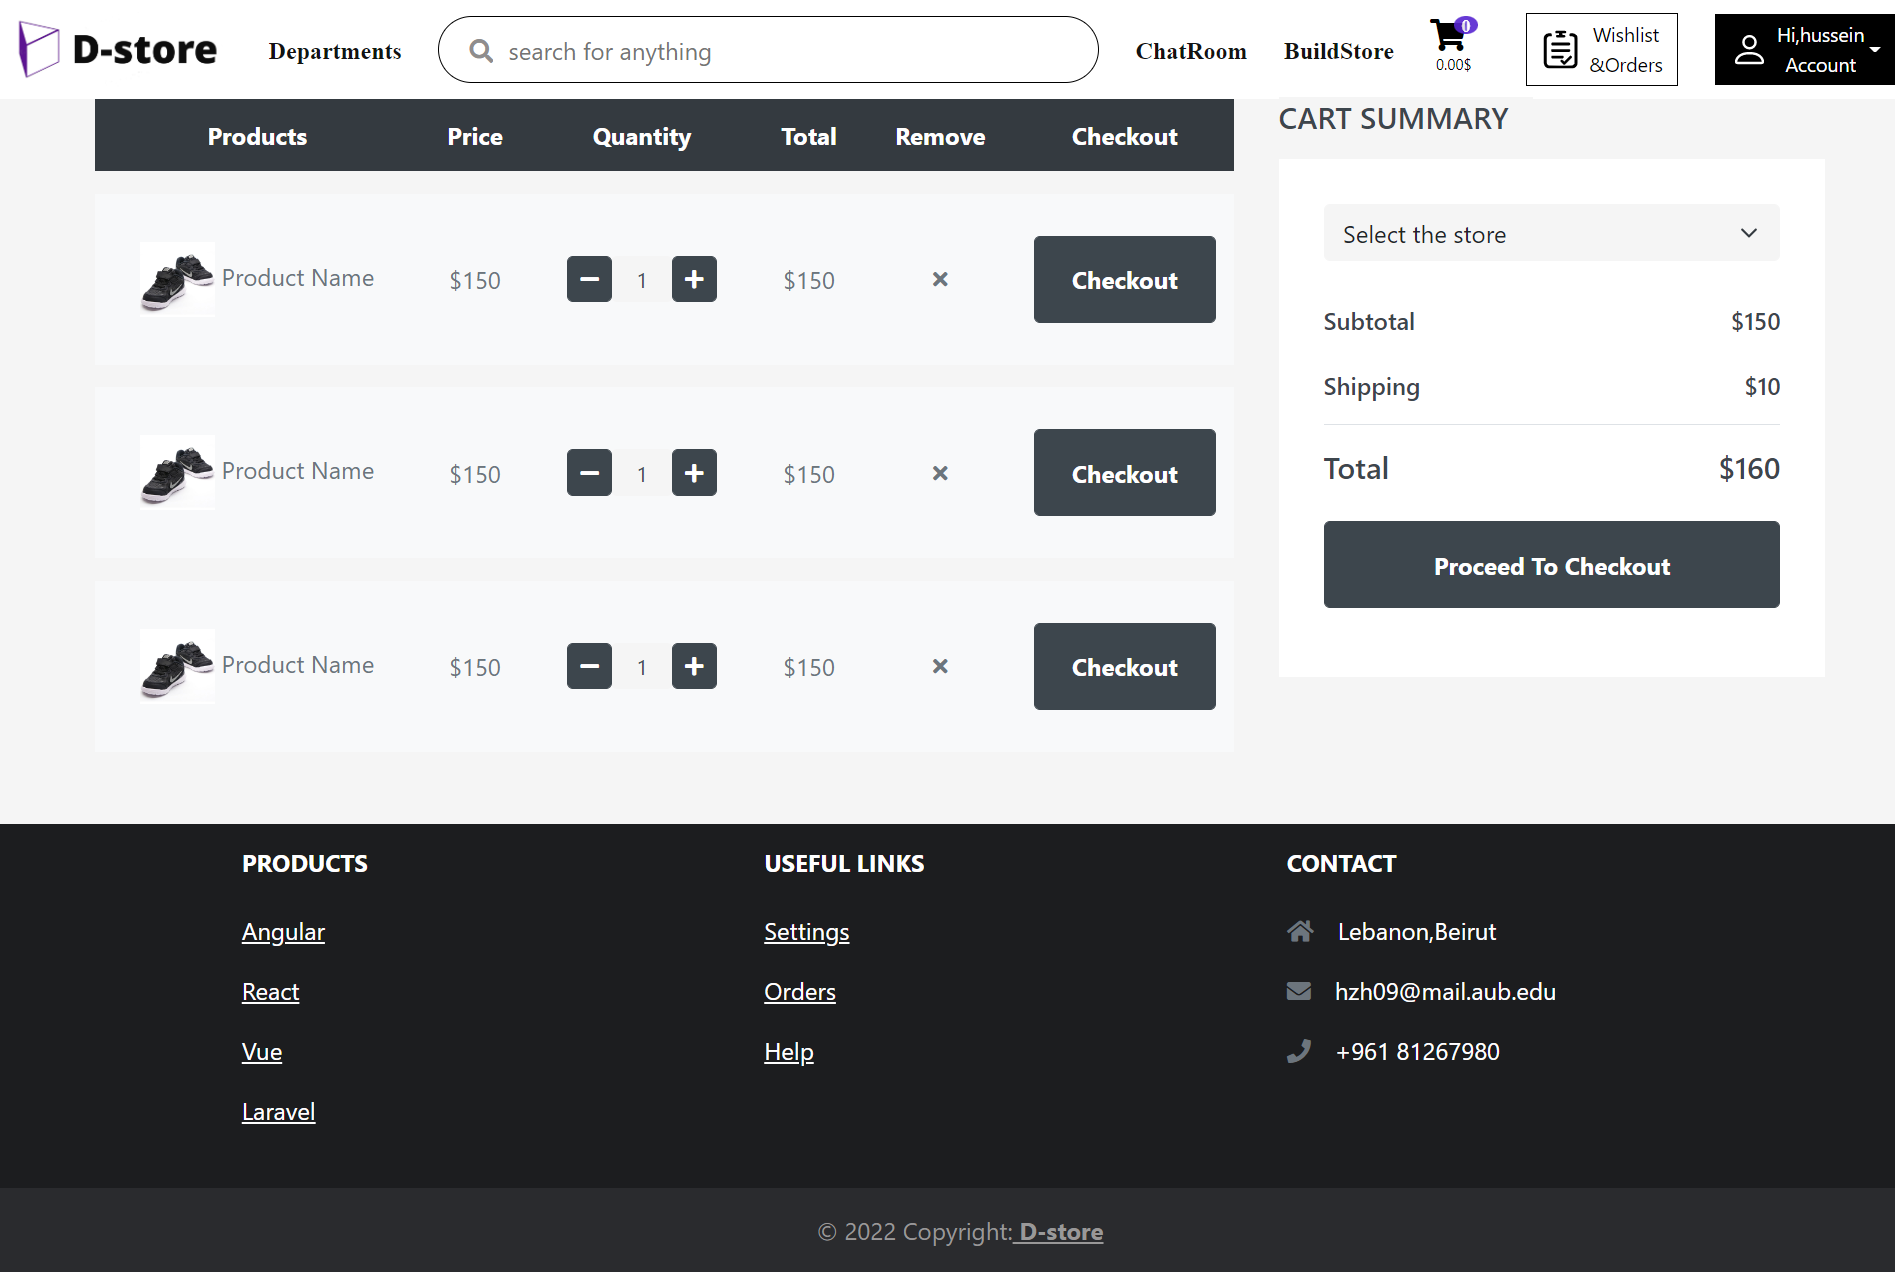 D-store
Departments
search for anything
ChatRoom
BuildStore
0
0.00$
Wishlist
&Orders
Hi,hussein
Account
Products Price Quantity Total Remove Checkout
Product Name $150 1 $150 Checkout
Product Name $150 1 $150 Checkout
Product Name $150 1 $150 Checkout
CART SUMMARY
Select the store
Subtotal $150
Shipping $10
Total $160
Proceed To Checkout
PRODUCTS
Angular
React
Vue
Laravel
USEFUL LINKS
Settings
Orders
Help
CONTACT
Lebanon,Beirut
hzh09@mail.aub.edu
+961 81267980
© 2022 Copyright: D-store